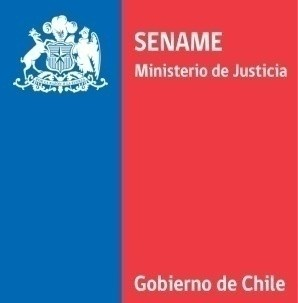 SENAME
Ministerio de Justicia
Gobierno de Chile